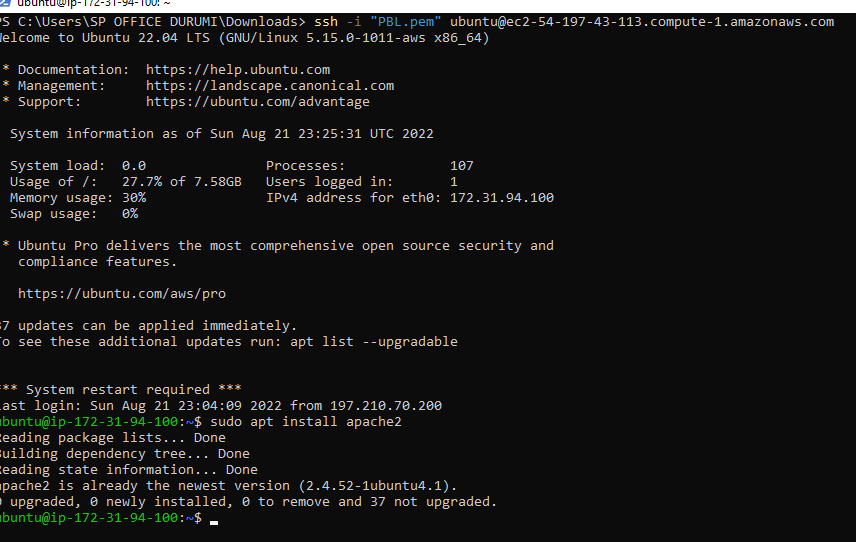 ubuntu@ip-172-31-94-100: ~
PS C:\Users\SP OFFICE DURUMI\Downloads> ssh -i "PBL.pem" ubuntu@ec2-54-197-43-113.compute-1.amazonaws.com
Welcome to Ubuntu 22.04 LTS (GNU/Linux 5.15.0-1011-aws x86_64)
* Documentation:  https://help.ubuntu.com
* Management:     https://landscape.canonical.com
* Support:        https://ubuntu.com/advantage
System information as of Sun Aug 21 23:25:31 UTC 2022
System load:  0.0               Processes:             107
Usage of /:   27.7% of 7.58GB   Users logged in:       1
Memory usage: 30%               IPv4 address for eth0: 172.31.94.100
Swap usage:   0%
* Ubuntu Pro delivers the most comprehensive open source security and
compliance features.
https://ubuntu.com/aws/pro
37 updates can be applied immediately.
To see these additional updates run: apt list --upgradable
*** System restart required ***
Last login: Sun Aug 21 23:04:09 2022 from 197.210.70.200
ubuntu@ip-172-31-94-100:~$ sudo apt install apache2
Reading package lists... Done
Building dependency tree... Done
Reading state information... Done
apache2 is already the newest version (2.4.52-1ubuntu4.1).
0 upgraded, 0 newly installed, 0 to remove and 37 not upgraded.
ubuntu@ip-172-31-94-100:~$